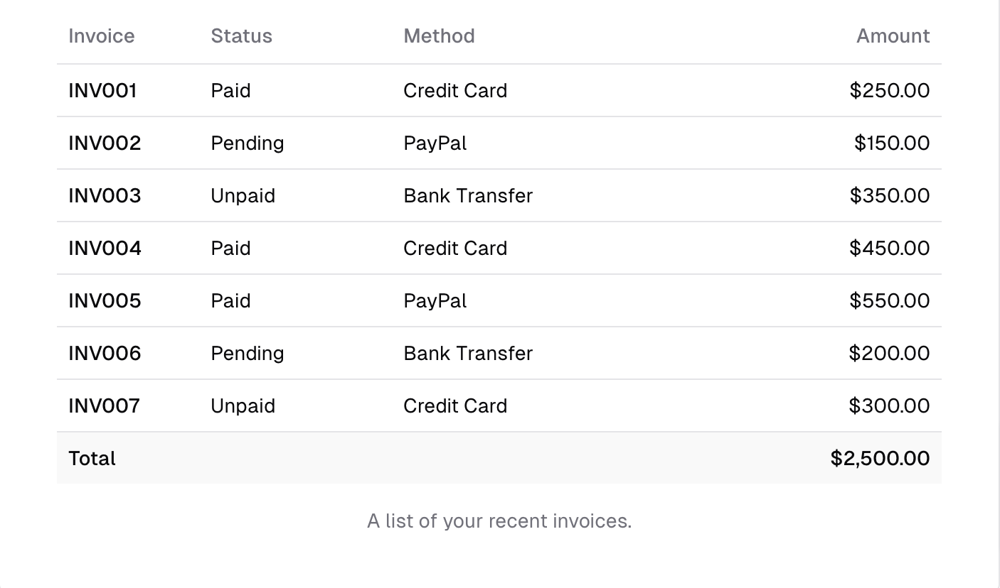 Invoice Status Method Amount
INV001 Paid Credit Card $250.00
INV002 Pending PayPal $150.00
INV003 Unpaid Bank Transfer $350.00
INV004 Paid Credit Card $450.00
INV005 Paid PayPal $550.00
INV006 Pending Bank Transfer $200.00
INV007 Unpaid Credit Card $300.00
Total $2,500.00
A list of your recent invoices.